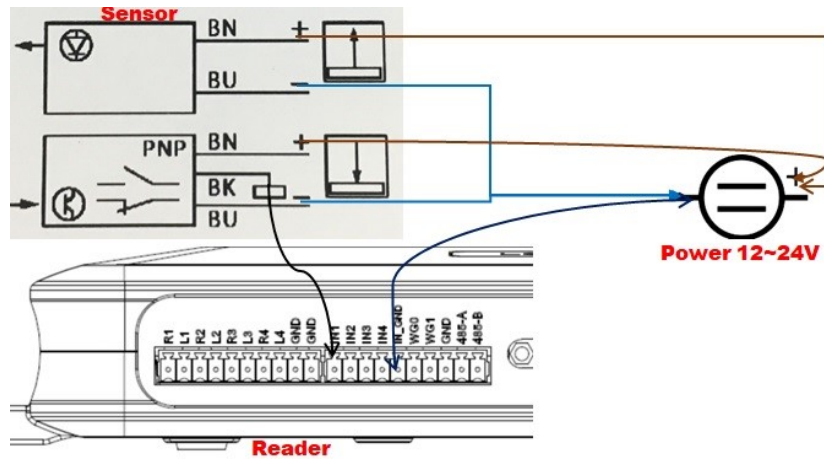 Sensor
BN
+
BU
−
PNP
BN
+
BK
−
BU
+
Power 12~24V
R1
L1
R2
L2
R3
L3
R4
L4
GND
GND
IN1
IN2
IN3
IN4
IN_GND
WG0
WG1
GND
485-A
485-B
Reader